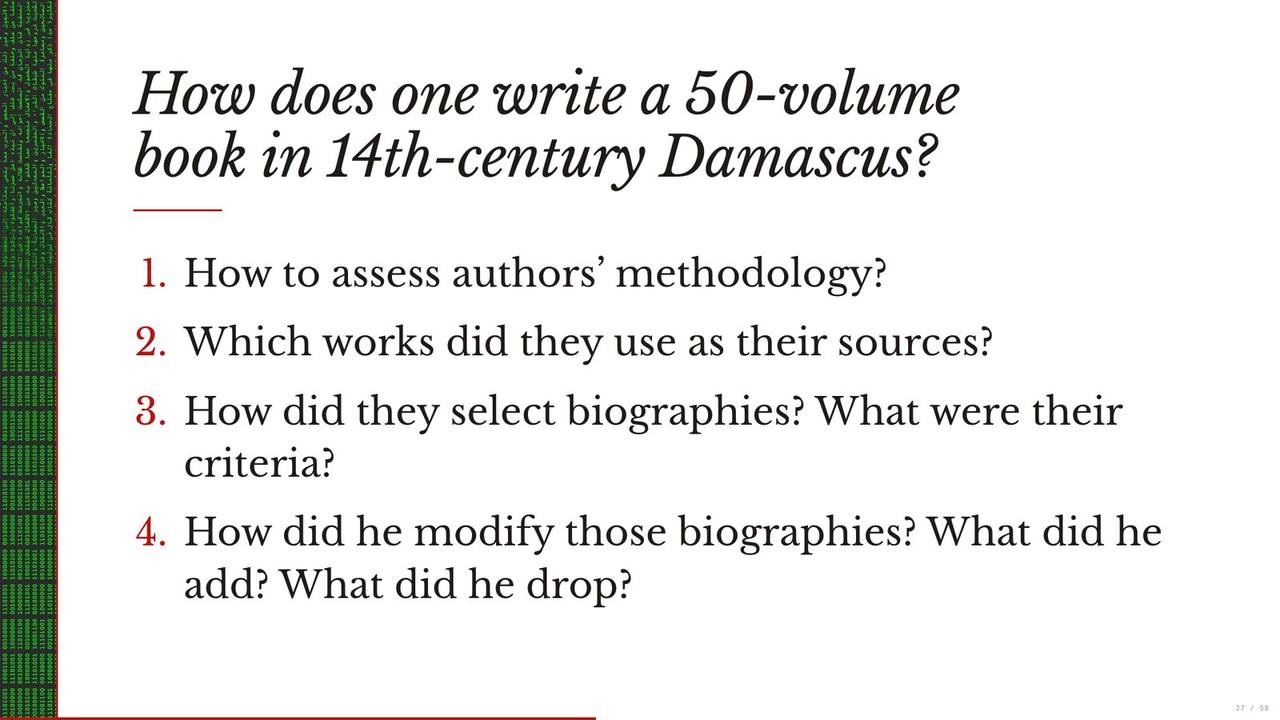 How does one write a 50-volume
book in 14th-century Damascus?
1. How to assess authors’ methodology?
2. Which works did they use as their sources?
3. How did they select biographies? What were their
criteria?
4. How did he modify those biographies? What did he
add? What did he drop?
27 / 58